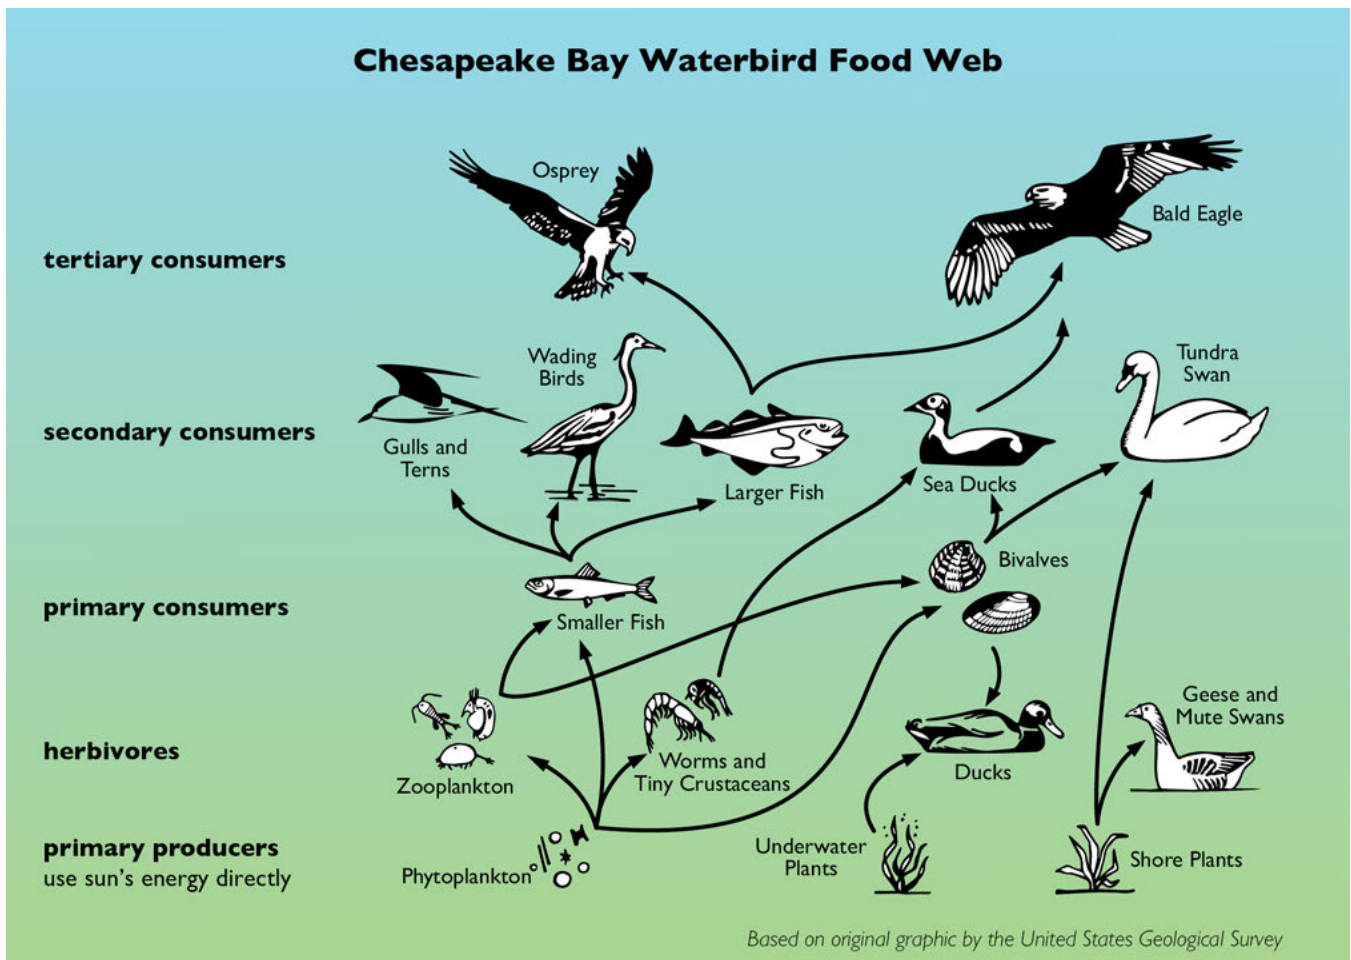 Chesapeake Bay Waterbird Food Web
Osprey
Bald Eagle
tertiary consumers
Wading
Birds
Tundra
Swan
secondary consumers
Gulls and
Terns
Larger Fish
Sea Ducks
Bivalves
primary consumers
Smaller Fish
Geese and
Mute Swans
herbivores
Zooplankton
Worms and
Tiny Crustaceans
Ducks
primary producers
use sun's energy directly
Phytoplankton
Underwater
Plants
Shore Plants
Based on original graphic by the United States Geological Survey